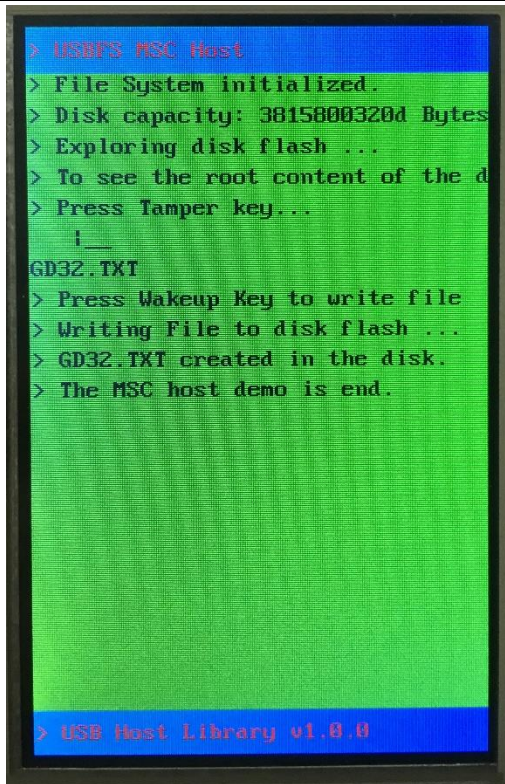 > USBFS MSC Host
> File System initialized.
> Disk capacity: 3815800320d Bytes
> Exploring disk flash ...
> To see the root content of the d
> Press Tamper key...
|__
GD32.TXT
> Press Wakeup Key to write file
> Writing File to disk flash ...
> GD32.TXT created in the disk.
> The MSC host demo is end.
> USB Host Library v1.0.0